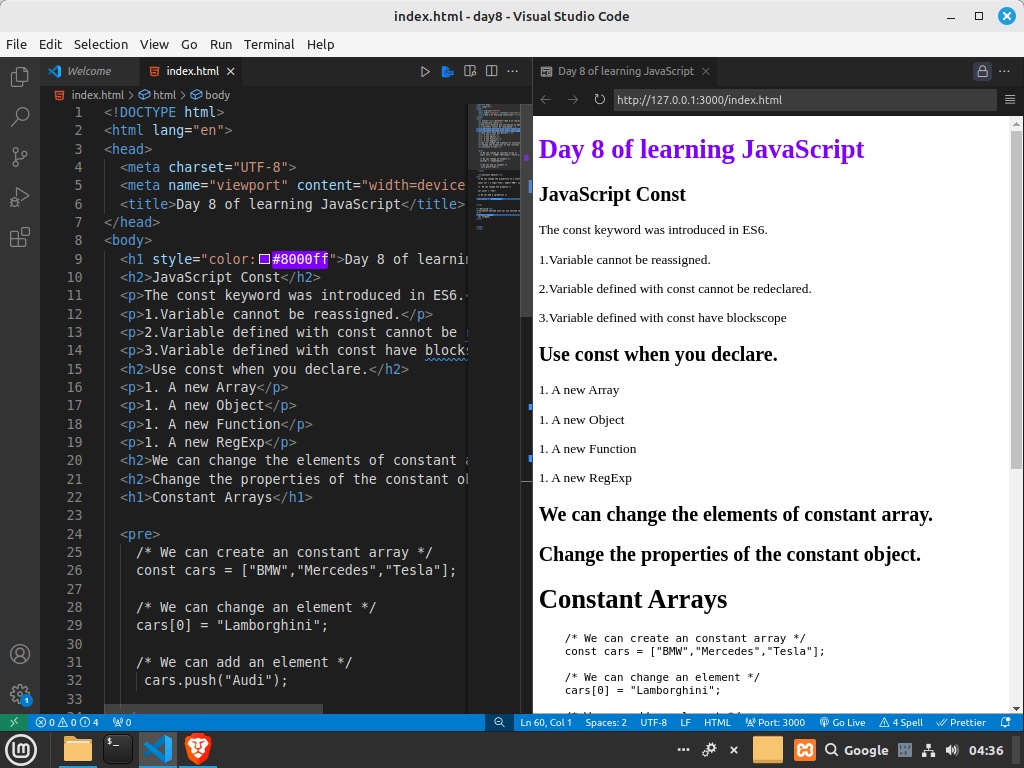 index.html - day8 - Visual Studio Code
File Edit Selection View Go Run Terminal Help
Welcome
index.html
index.html > html > body
1 <!DOCTYPE html>
2 <html lang="en">
3 <head>
4 <meta charset="UTF-8">
5 <meta name="viewport" content="width=device
6 <title>Day 8 of learning JavaScript</title>
7 </head>
8 <body>
9 <h1 style="color:#8000ff">Day 8 of learnin
10 <h2>JavaScript Const</h2>
11 <p>The const keyword was introduced in ES6.<
12 <p>1.Variable cannot be reassigned.</p>
13 <p>2.Variable defined with const cannot be
14 <p>3.Variable defined with const have blocks
15 <h2>Use const when you declare.</h2>
16 <p>1. A new Array</p>
17 <p>1. A new Object</p>
18 <p>1. A new Function</p>
19 <p>1. A new RegExp</p>
20 <h2>We can change the elements of constant a
21 <h2>Change the properties of the constant ob
22 <h1>Constant Arrays</h1>
23
24 <pre>
25 /* We can create an constant array */
26 const cars = ["BMW","Mercedes","Tesla"];
27
28 /* We can change an element */
29 cars[0] = "Lamborghini";
30
31 /* We can add an element */
32 cars.push("Audi");
33
Day 8 of learning JavaScript
http://127.0.0.1:3000/index.html
Day 8 of learning JavaScript
JavaScript Const
The const keyword was introduced in ES6.
1.Variable cannot be reassigned.
2.Variable defined with const cannot be redeclared.
3.Variable defined with const have blockscope
Use const when you declare.
1. A new Array
1. A new Object
1. A new Function
1. A new RegExp
We can change the elements of constant array.
Change the properties of the constant object.
Constant Arrays
/* We can create an constant array */
const cars = ["BMW","Mercedes","Tesla"];
/* We can change an element */
cars[0] = "Lamborghini";
1
0 0 4 0 Ln 60, Col 1 Spaces: 2 UTF-8 LF HTML Port: 3000 Go Live 4 Spell Prettier
Google 04:36